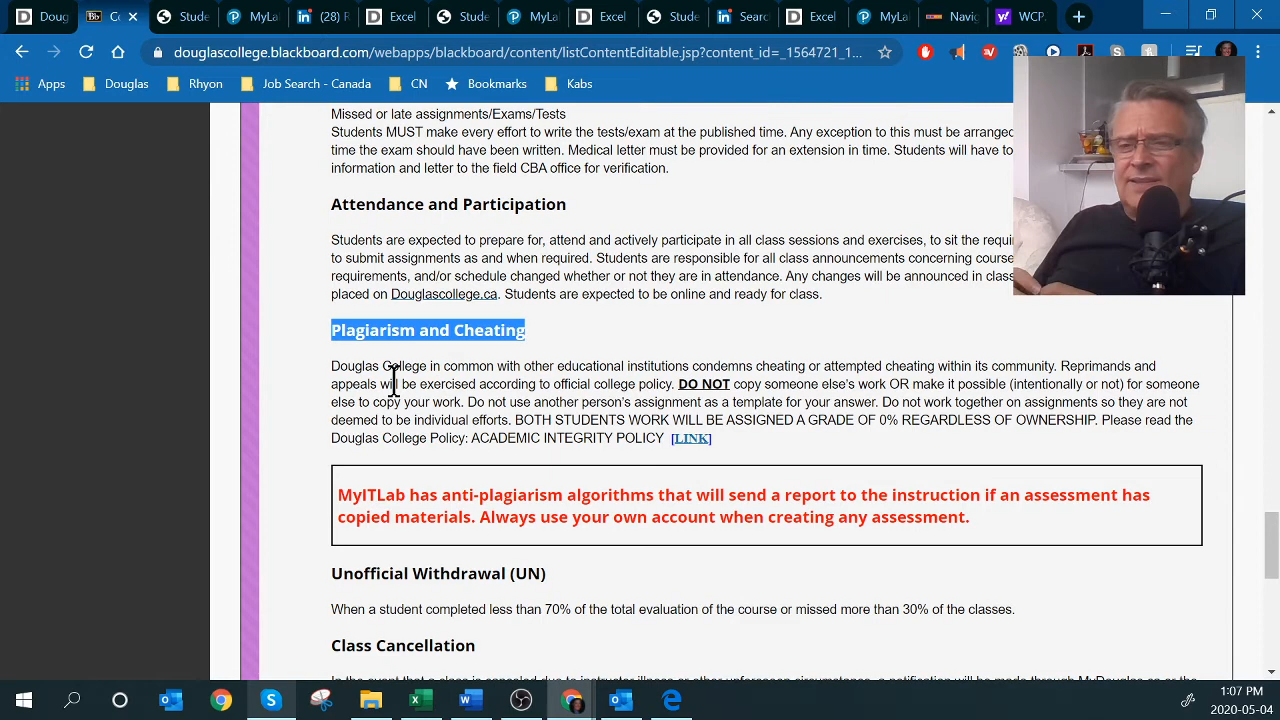 Doug
Co
Stude
MyLab
(28) R
Excel
Stude
MyLa
Excel
Stude
Searc
Excel
MyLa
Navig
WCP.
douglascollege.blackboard.com/webapps/blackboard/content/listContentEditable.jsp?content_id=_1564721_1...
Apps
Douglas
Rhyon
Job Search - Canada
CN
Bookmarks
Kabs
Missed or late assignments/Exams/Tests
Students MUST make every effort to write the tests/exam at the published time. Any exception to this must be arranged
time the exam should have been written. Medical letter must be provided for an extension in time. Students will have to
information and letter to the field CBA office for verification.
Attendance and Participation
Students are expected to prepare for, attend and actively participate in all class sessions and exercises, to sit the requi
to submit assignments as and when required. Students are responsible for all class announcements concerning course
requirements, and/or schedule changed whether or not they are in attendance. Any changes will be announced in class
placed on Douglascollege.ca. Students are expected to be online and ready for class.
Plagiarism and Cheating
Douglas College in common with other educational institutions condemns cheating or attempted cheating within its community. Reprimands and
appeals will be exercised according to official college policy. DO NOT copy someone else's work OR make it possible (intentionally or not) for someone
else to copy your work. Do not use another person's assignment as a template for your answer. Do not work together on assignments so they are not
deemed to be individual efforts. BOTH STUDENTS WORK WILL BE ASSIGNED A GRADE OF 0% REGARDLESS OF OWNERSHIP. Please read the
Douglas College Policy: ACADEMIC INTEGRITY POLICY [LINK]
MyITLab has anti-plagiarism algorithms that will send a report to the instruction if an assessment has
copied materials. Always use your own account when creating any assessment.
Unofficial Withdrawal (UN)
When a student completed less than 70% of the total evaluation of the course or missed more than 30% of the classes.
Class Cancellation
1:07 PM
2020-05-04